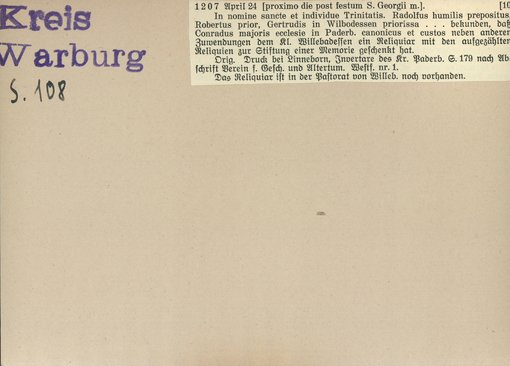 Kreis
Warburg
S. 108
1207 April 24 [proximo die post festum S. Georgii m.]. [10
In nomine sancte et individue Trinitatis. Radolfus humilis prepositus,
Robertus prior, Gertrudis in Wilbodessen priorissa . . . bekunden, daß
Conradus majoris ecclesie in Paderb. canonicus et custos neben anderen
Zuwendungen dem Kl. Willebadessen ein Reliquiar mit den aufgezählten
Reliquien zur Stiftung einer Memorie geschenkt hat.
Orig. Druck bei Linneborn, Inventare des Kr. Paderb. S. 179 nach Ab-
schrift Verein f. Gesch. und Altertum. Westf. nr. 1.
Das Reliquiar ist in der Pastorat von Willeb. noch vorhanden.